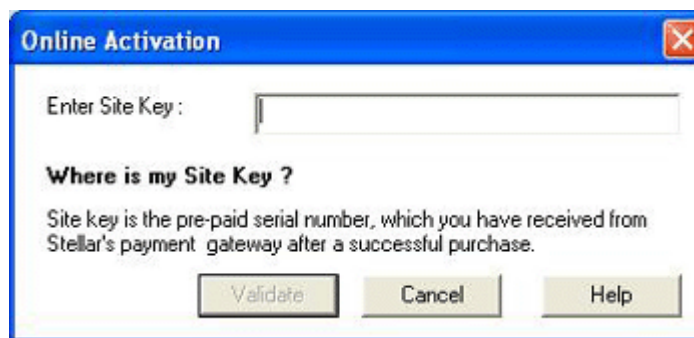 Online Activation
Enter Site Key :
Where is my Site Key ?
Site key is the pre-paid serial number, which you have received from
Stellar's payment gateway after a successful purchase.
Validate Cancel Help